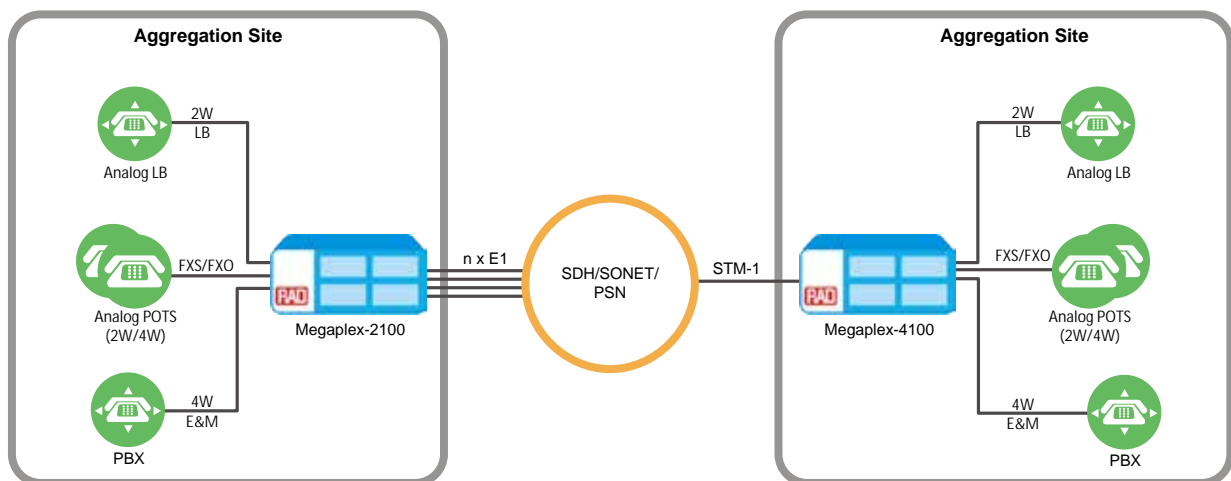 Aggregation Site
2W
LB
Analog LB
FXS/FXO
Analog POTS
(2W/4W)
4W
E&M
PBX
RAD
Megaplex-2100
n x E1
SDH/SONET/
PSN
STM-1
Aggregation Site
RAD
Megaplex-4100
2W
LB
Analog LB
FXS/FXO
Analog POTS
(2W/4W)
4W
E&M
PBX